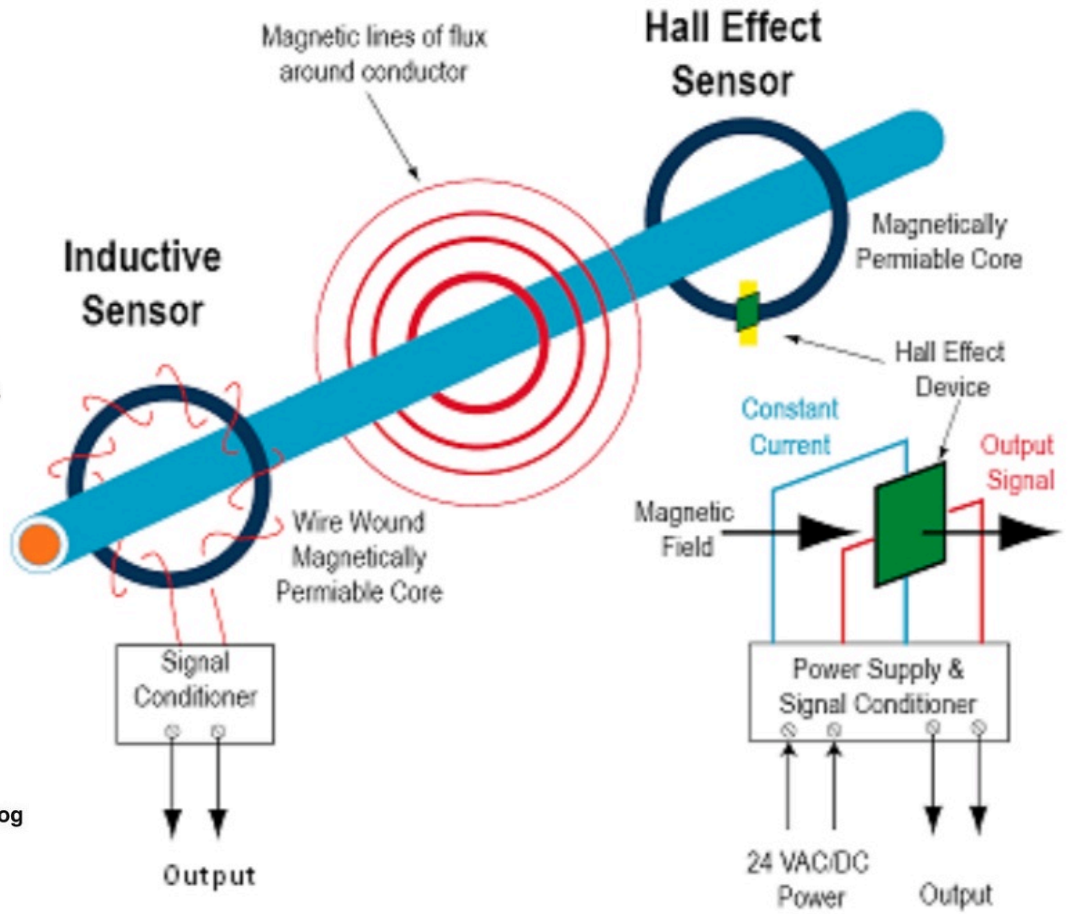 Magnetic lines of flux
around conductor
Hall Effect
Sensor
Inductive
Sensor
Magnetically
Permiable Core
Hall Effect
Device
Constant
Current
Output
Signal
Magnetic
Field
Wire Wound
Magnetically
Permiable Core
Signal
Conditioner
Power Supply &
Signal Conditioner
og
Output
24 VAC/DC
Power
Output